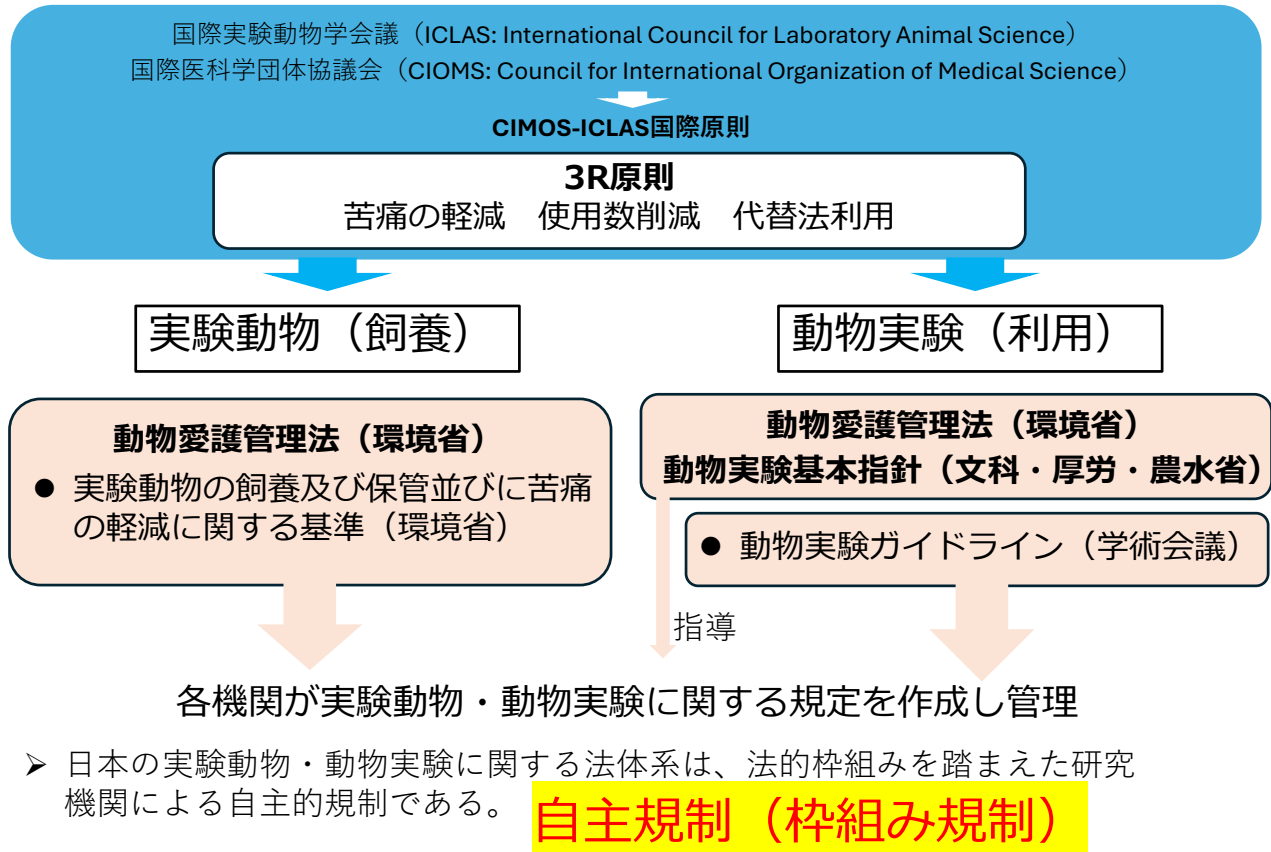 国際実験動物学会議（ICLAS: International Council for Laboratory Animal Science）
国際医科学団体協議会（CIOMS: Council for International Organization of Medical Science）
CIMOS-ICLAS国際原則
3R原則
苦痛の軽減　使用数削減　代替法利用
実験動物（飼養）
動物実験（利用）
動物愛護管理法（環境省）
● 実験動物の飼養及び保管並びに苦痛
の軽減に関する基準（環境省）
動物愛護管理法（環境省）
動物実験基本指針（文科・厚労・農水省）
● 動物実験ガイドライン（学術会議）
指導
各機関が実験動物・動物実験に関する規定を作成し管理
➢ 日本の実験動物・動物実験に関する法体系は、法的枠組みを踏まえた研究
機関による自主的規制である。
自主規制（枠組み規制）